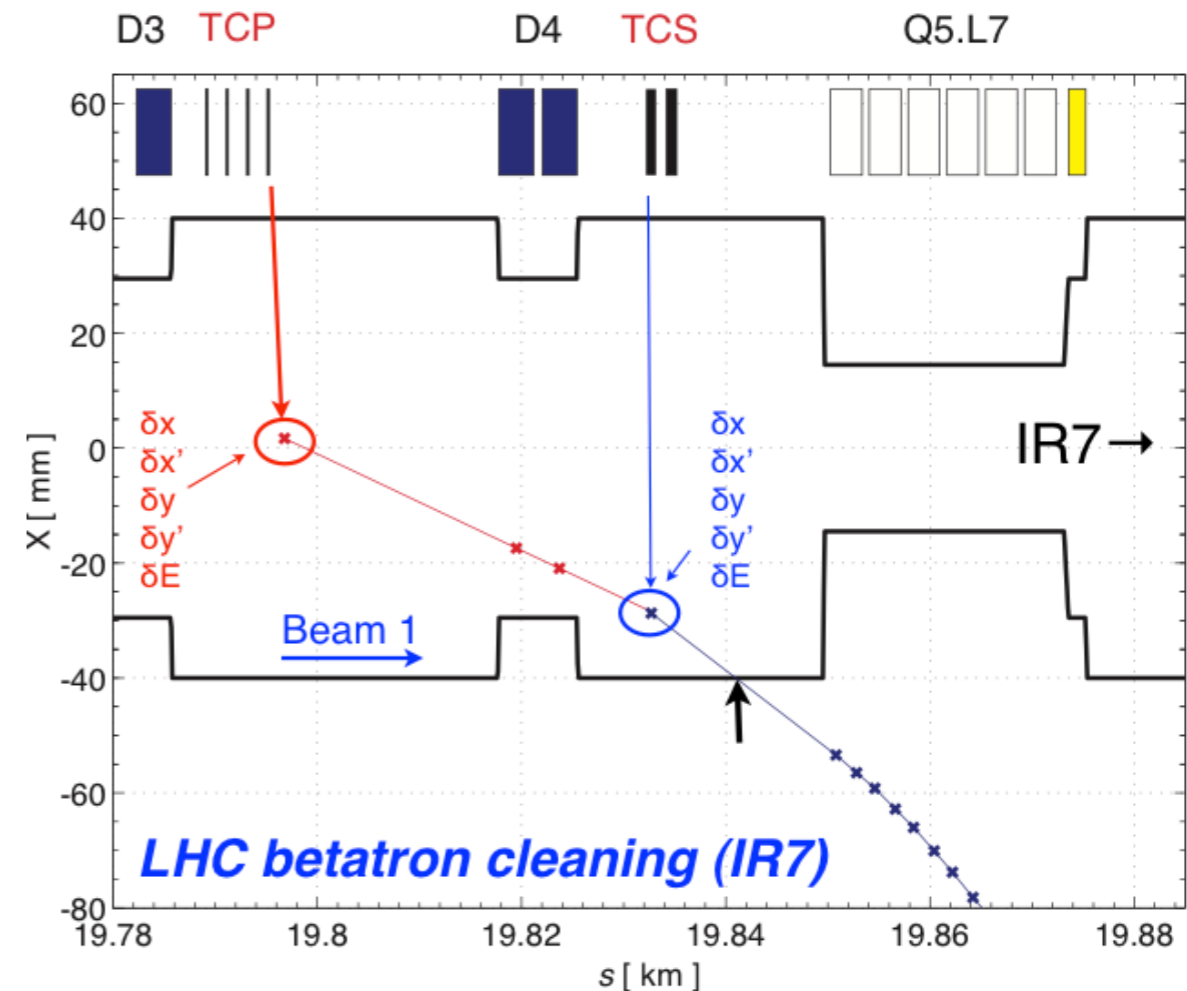 D3 TCP D4 TCS Q5.L7
60
40
20
0
-20
-40
-60
-80
X [ mm ]
δx
δx’
δy
δy’
δE
δx
δx’
δy
δy’
δE
IR7→
Beam 1
LHC betatron cleaning (IR7)
19.78 19.8 19.82 19.84 19.86 19.88
s [ km ]